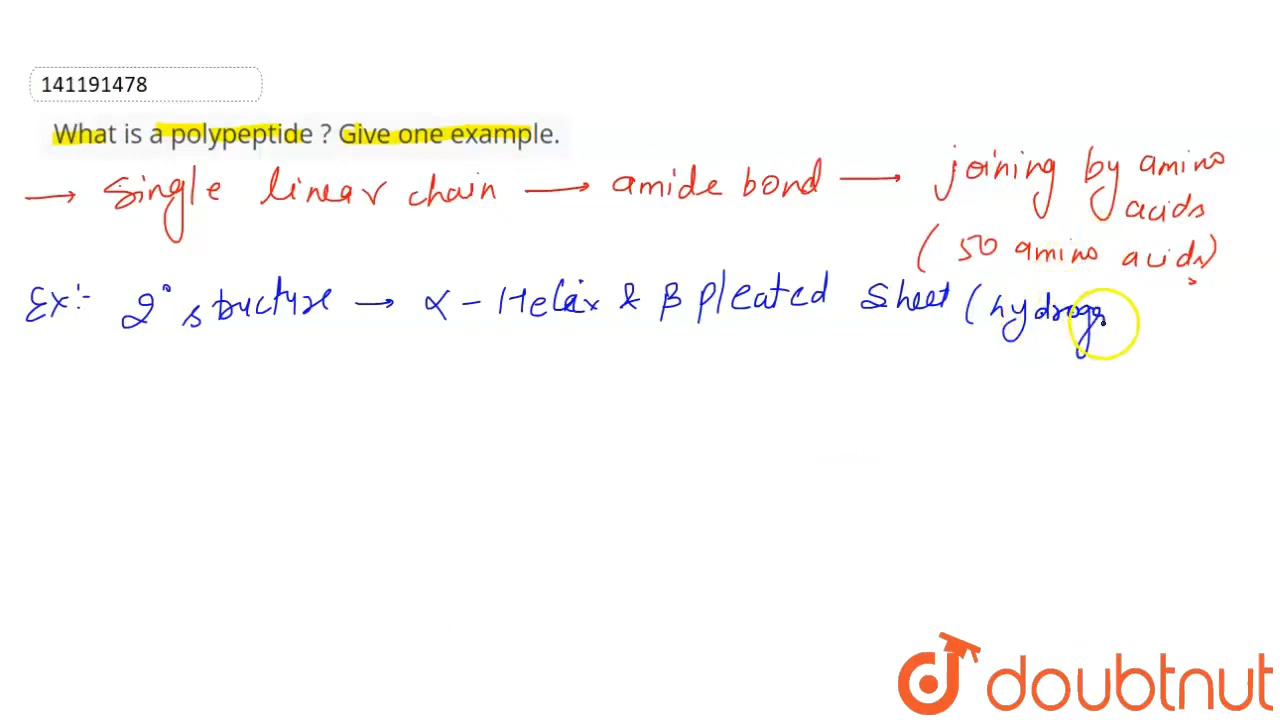 141191478
What is a polypeptide ? Give one example.
→ Single linear chain → amide bond → joining by amino
acids
(50 amino acids)
Ex:- 2° structure → α - Helix & β pleated Sheet (hydroge
doubtnut